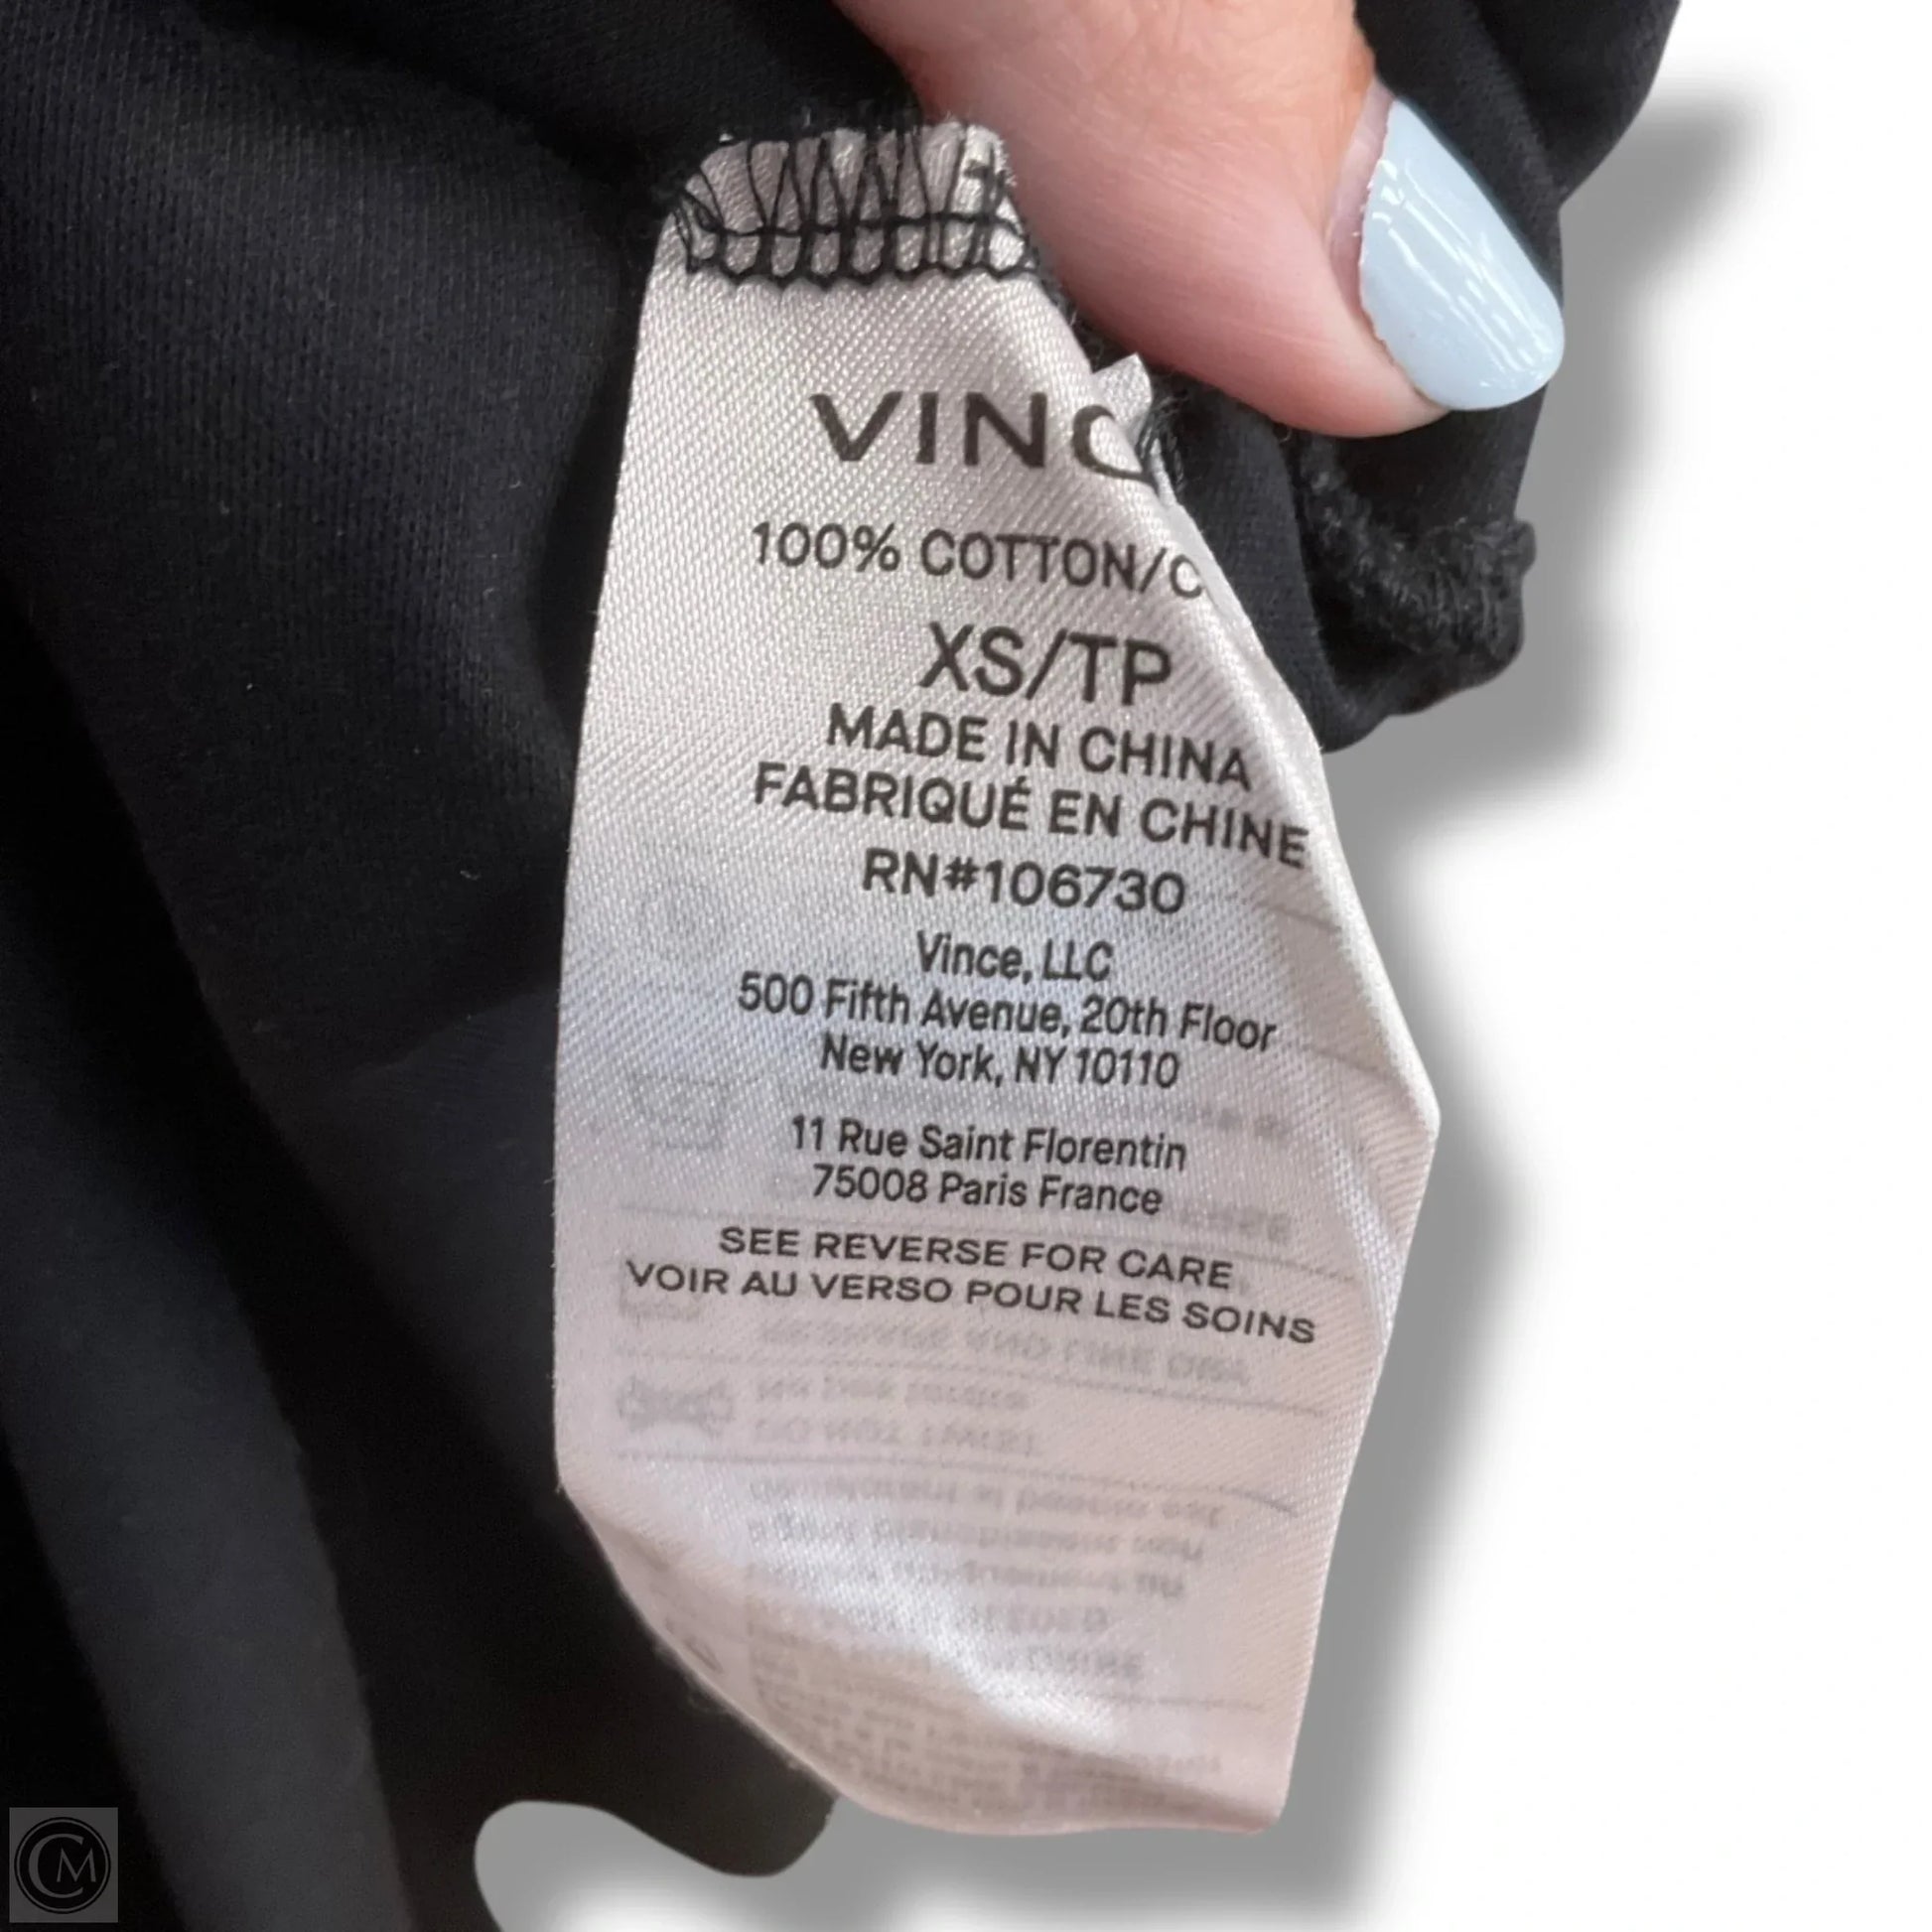 VINC
100% COTTON/C
XS/TP
MADE IN CHINA
FABRIQUÉ EN CHINE
RN#106730
Vince, LLC
500 Fifth Avenue, 20th Floor
New York, NY 10110
11 Rue Saint Florentin
75008 Paris France
SEE REVERSE FOR CARE
VOIR AU VERSO POUR LES SOINS
CM